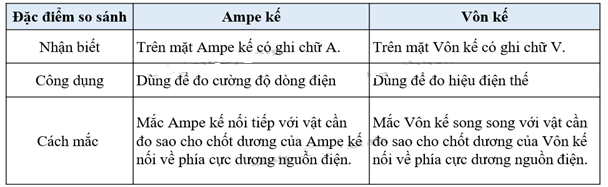 Đặc điểm so sánh Ampe kế Vôn kế
Nhận biết Trên mặt Ampe kế có ghi chữ A. Trên mặt Vôn kế có ghi chữ V.
Công dụng Dùng để đo cường độ dòng điện Dùng để đo hiệu điện thế
Cách mắc
Mắc Ampe kế nối tiếp với vật cần
đo sao cho chốt dương của Ampe kế
nối về phía cực dương nguồn điện.
Mắc Vôn kế song song với vật cần
đo sao cho chốt dương của Vôn kế
nối về phía cực dương nguồn điện.